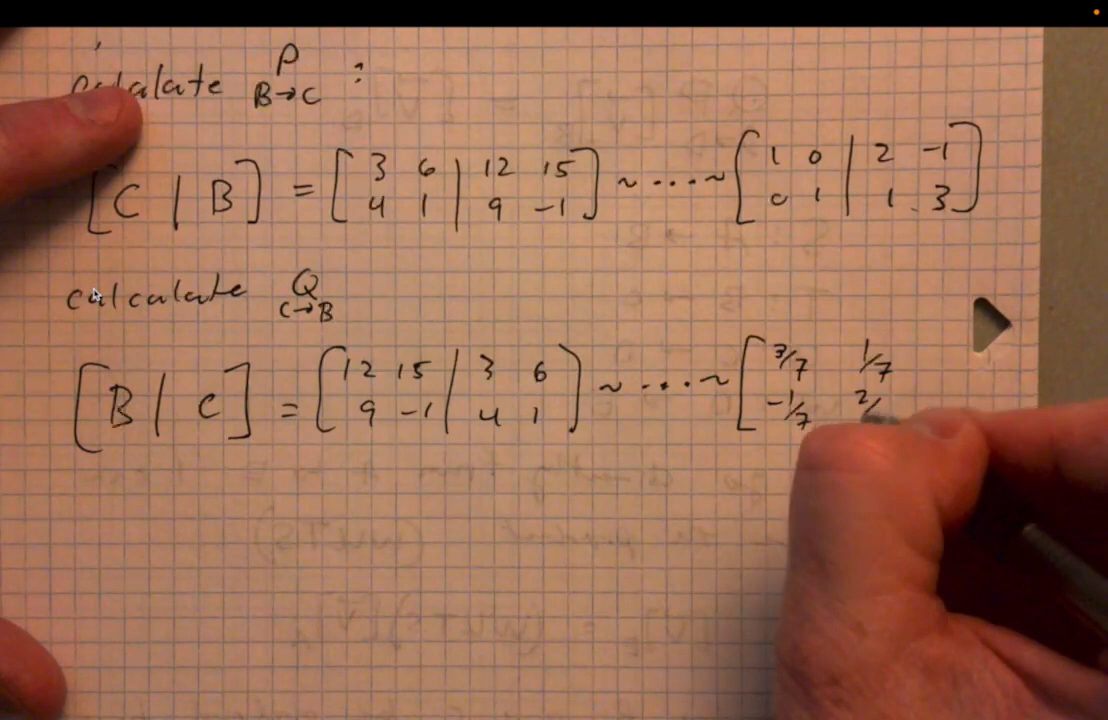 calculate P B→C :
[ C | B ] = [ 3 6 | 12 15 ; 4 1 | 9 -1 ] ~ ... ~ [ 1 0 | 2 -1 ; 0 1 | 1 3 ]
calculate Q C→B
[ B | C ] = [ 12 15 | 3 6 ; 9 -1 | 4 1 ] ~ ... ~ [ 3/7 1/7 ; -1/7 2/